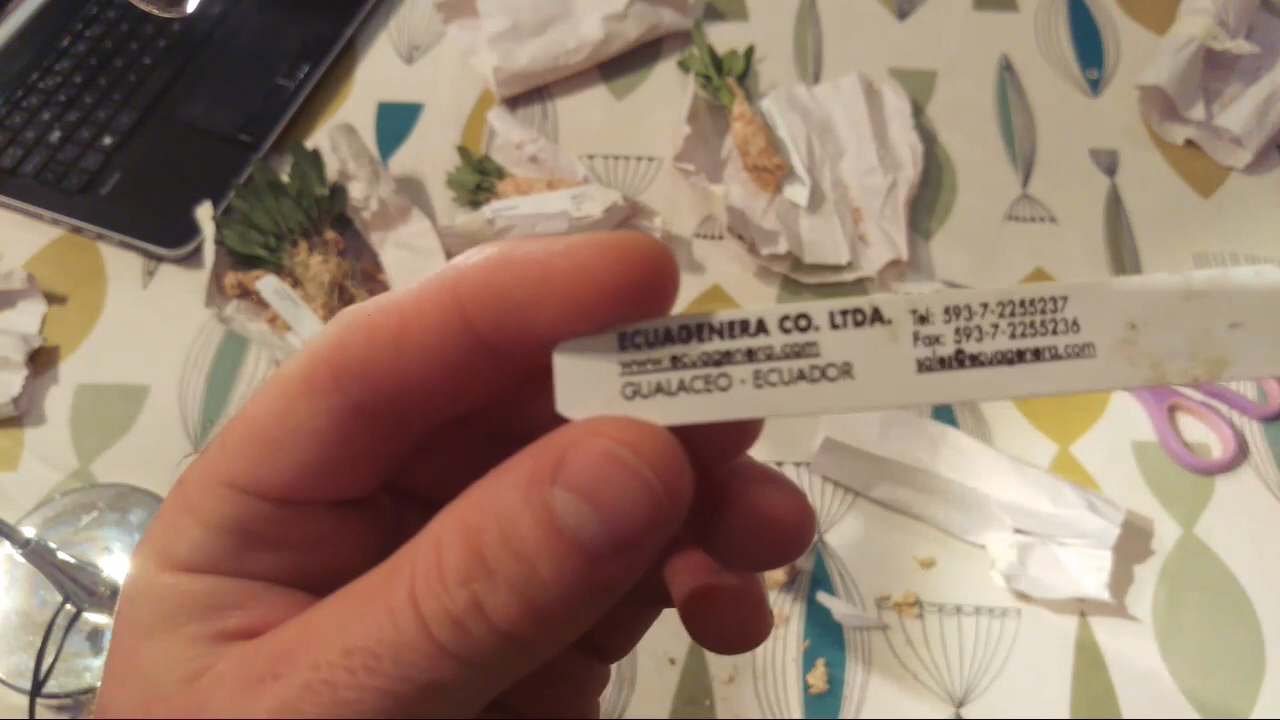 ECUAGENERA CO. LTDA.
www.ecuagenera.com
GUALACEO - ECUADOR
Tel: 593-7-2255237
Fax: 593-7-2255236
sales@ecuagenera.com